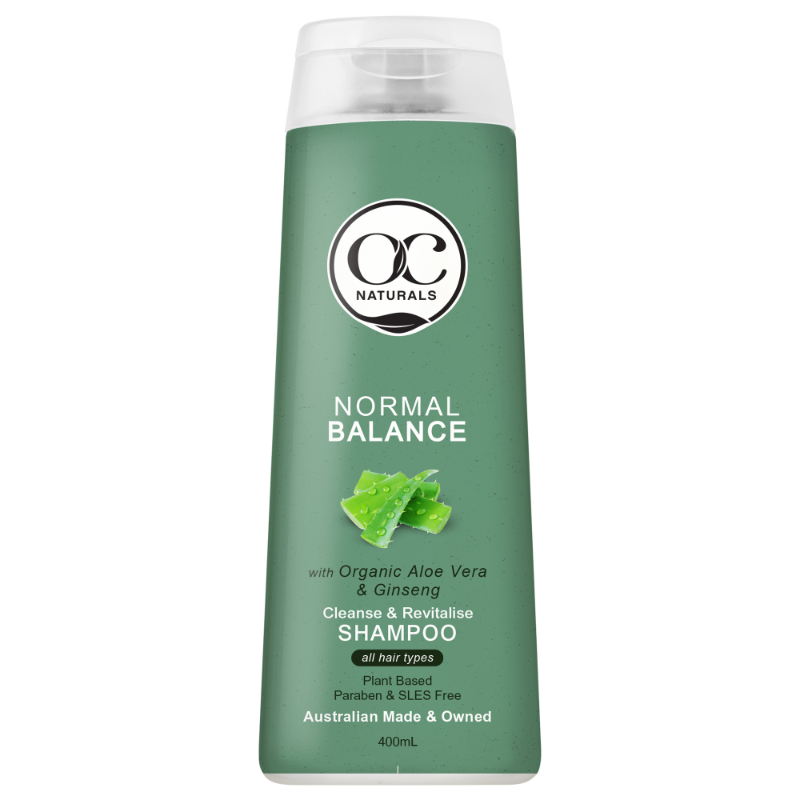 OC
NATURALS
NORMAL
BALANCE
with Organic Aloe Vera
& Ginseng
Cleanse & Revitalise
SHAMPOO
all hair types
Plant Based
Paraben & SLES Free
Australian Made & Owned
400mL